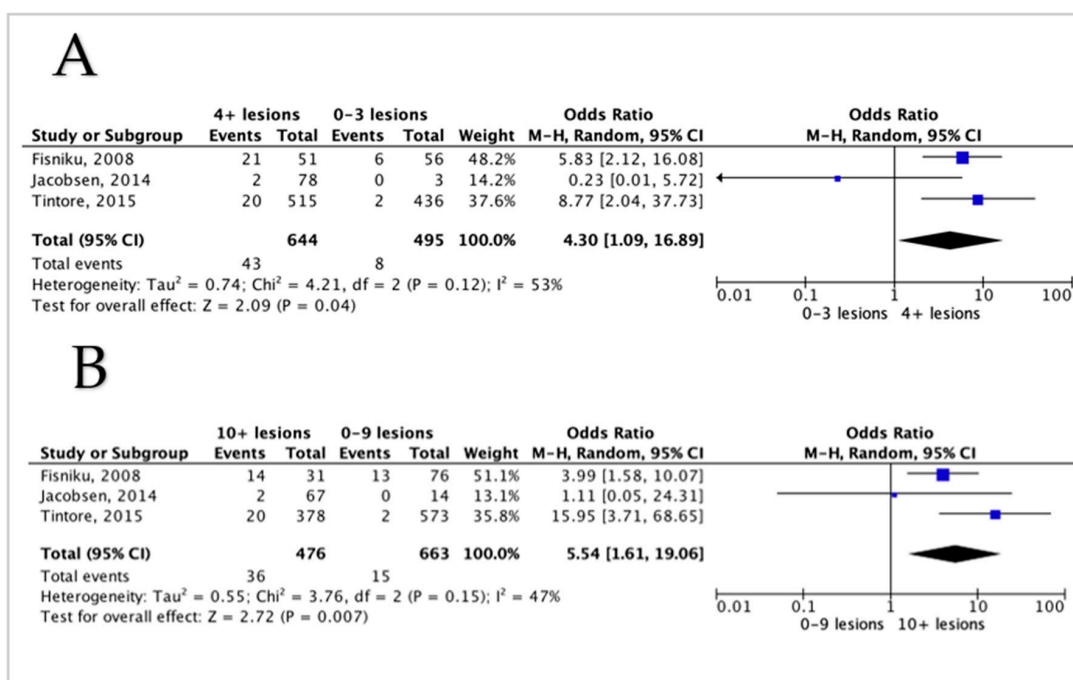 A
4+ lesions 0-3 lesions Odds Ratio Odds Ratio
Study or Subgroup Events Total Events Total Weight M-H, Random, 95% CI M-H, Random, 95% CI
Fisniku, 2008 21 51 6 56 48.2% 5.83 [2.12, 16.08]
Jacobsen, 2014 2 78 0 3 14.2% 0.23 [0.01, 5.72]
Tintore, 2015 20 515 2 436 37.6% 8.77 [2.04, 37.73]
Total (95% CI) 644 495 100.0% 4.30 [1.09, 16.89]
Total events 43 8
Heterogeneity: Tau² = 0.74; Chi² = 4.21, df = 2 (P = 0.12); I² = 53%
Test for overall effect: Z = 2.09 (P = 0.04)
0.01 0.1 1 10 100
0-3 lesions 4+ lesions
B
10+ lesions 0-9 lesions Odds Ratio Odds Ratio
Study or Subgroup Events Total Events Total Weight M-H, Random, 95% CI M-H, Random, 95% CI
Fisniku, 2008 14 31 13 76 51.1% 3.99 [1.58, 10.07]
Jacobsen, 2014 2 67 0 14 13.1% 1.11 [0.05, 24.31]
Tintore, 2015 20 378 2 573 35.8% 15.95 [3.71, 68.65]
Total (95% CI) 476 663 100.0% 5.54 [1.61, 19.06]
Total events 36 15
Heterogeneity: Tau² = 0.55; Chi² = 3.76, df = 2 (P = 0.15); I² = 47%
Test for overall effect: Z = 2.72 (P = 0.007)
0.01 0.1 1 10 100
0-9 lesions 10+ lesions